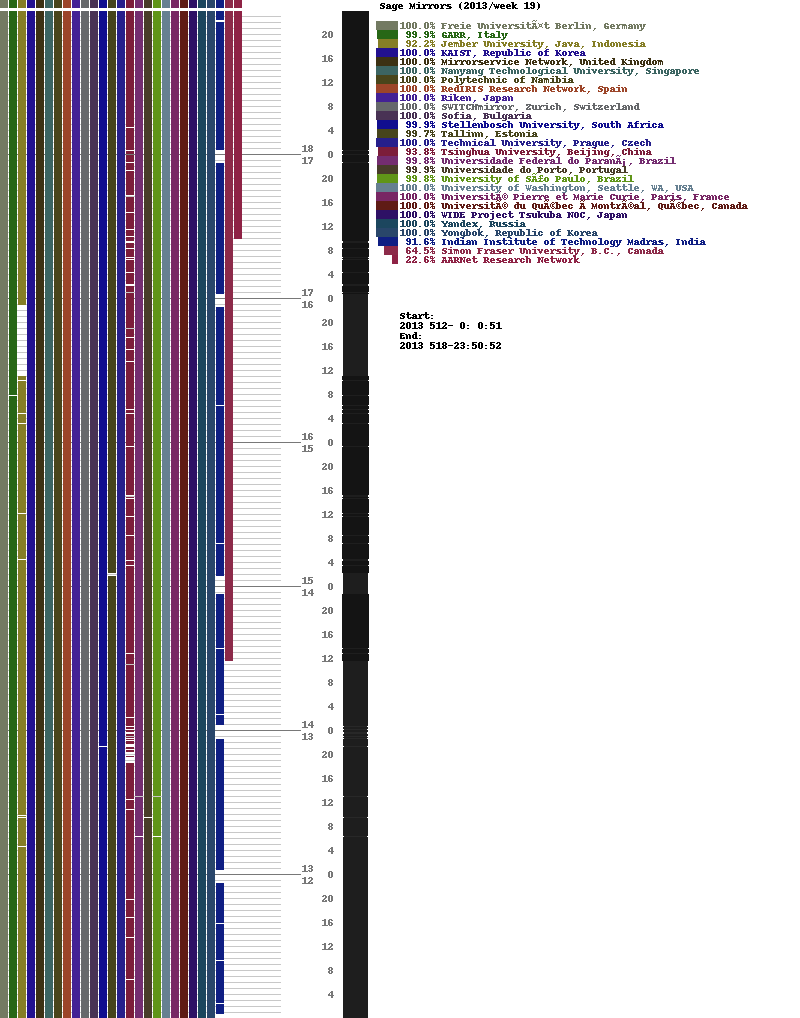 Sage Mirrors (2013/week 19)
100.0% Freie UniversitÃ¤t Berlin, Germany
99.9% GARR, Italy
92.2% Jember University, Java, Indonesia
100.0% KAIST, Republic of Korea
100.0% Mirrorservice Network, United Kingdom
100.0% Nanyang Technological University, Singapore
100.0% Polytechnic of Namibia
100.0% RedIRIS Research Network, Spain
100.0% Riken, Japan
100.0% SWITCHmirror, Zurich, Switzerland
100.0% Sofia, Bulgaria
99.9% Stellenbosch University, South Africa
99.7% Tallinn, Estonia
100.0% Technical University, Prague, Czech
93.8% Tsinghua University, Beijing, China
99.8% Universidade Federal do ParanÃ¡, Brazil
99.9% Universidade do Porto, Portugal
99.8% University of SÃ£o Paulo, Brazil
100.0% University of Washington, Seattle, WA, USA
100.0% UniversitÃ© Pierre et Marie Curie, Paris, France
100.0% UniversitÃ© du QuÃ©bec Ã MontrÃ©al, QuÃ©bec, Canada
100.0% WIDE Project Tsukuba NOC, Japan
100.0% Yandex, Russia
100.0% Yongbok, Republic of Korea
91.6% Indian Institute of Technology Madras, India
64.5% Simon Fraser University, B.C., Canada
22.6% AARNet Research Network
Start:
2013 512- 0: 0:51
End:
2013 518-23:50:52
20
16
12
8
4
18
0
17
20
16
12
8
4
17
0
16
20
16
12
8
4
16
0
15
20
16
12
8
4
15
0
14
20
16
12
8
4
14
0
13
20
16
12
8
4
13
0
12
20
16
12
8
4